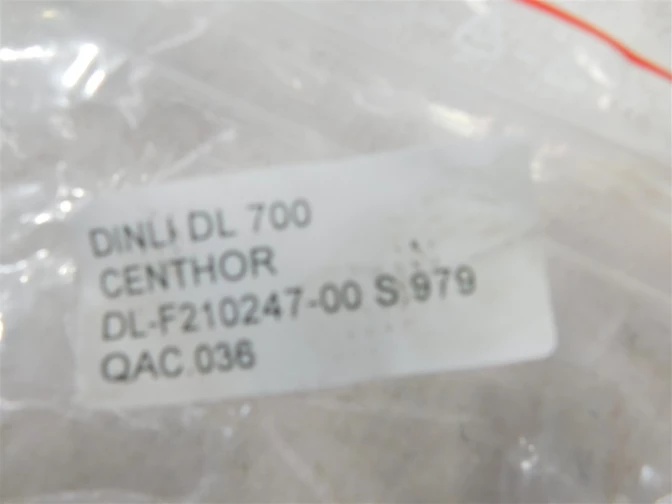 DINLI DL 700
CENTHOR
DL-F210247-00 S 979
QAC.036